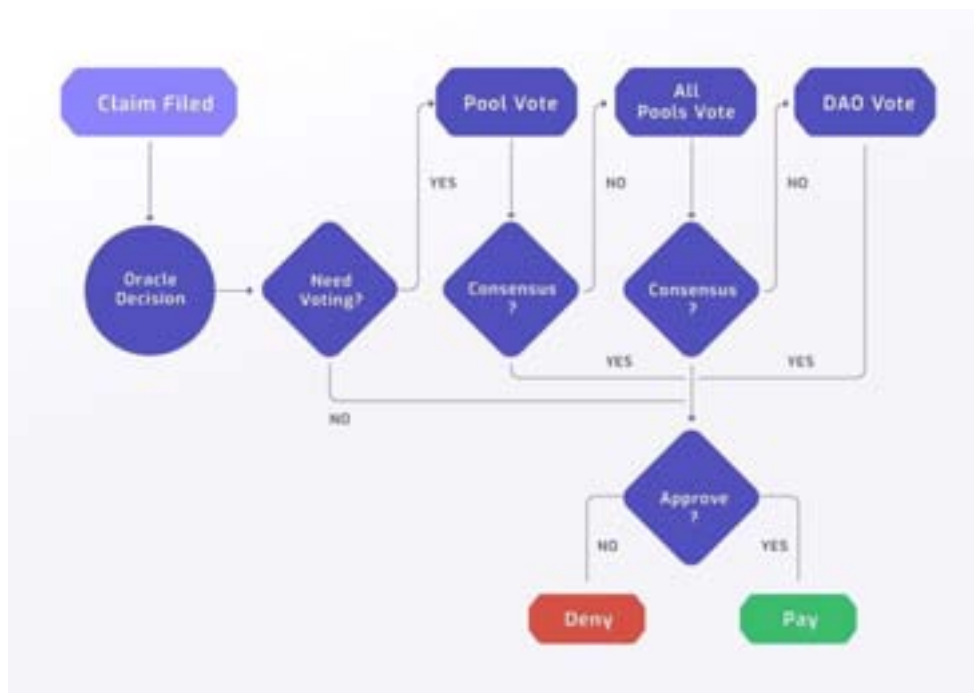 Claim Filed
Pool Vote
All
Pools Vote
DAO Vote
YES
NO
NO
Oracle
Decision
Need
Voting?
Consensus
?
Consensus
?
YES
YES
NO
Approve
?
NO
YES
Deny
Pay